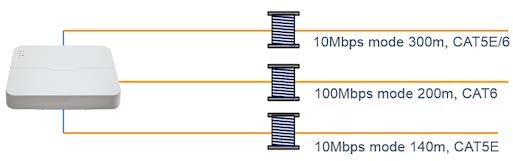 10Mbps mode 300m, CAT5E/6
100Mbps mode 200m, CAT6
10Mbps mode 140m, CAT5E